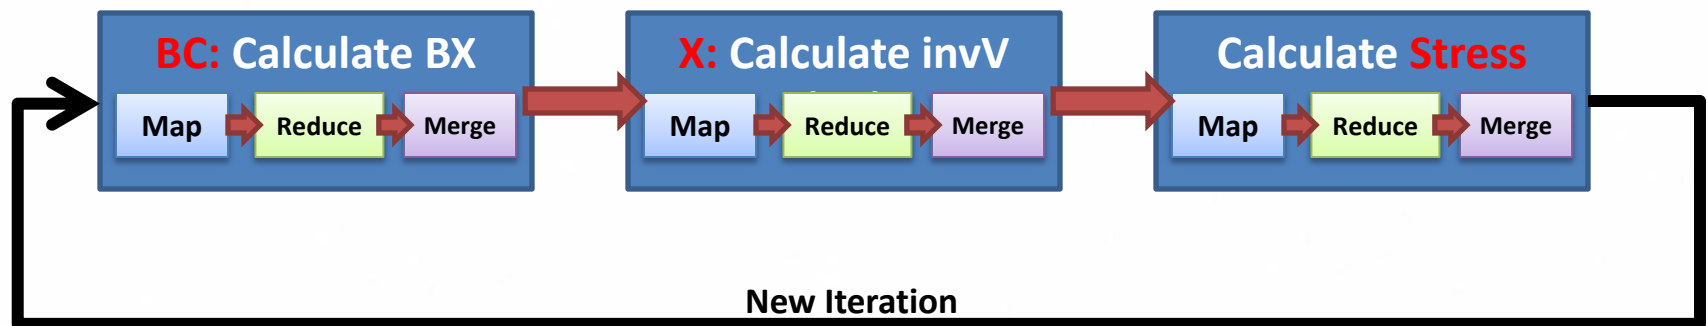 BC: Calculate BX
Map
Reduce
Merge
X: Calculate invV
Map
Reduce
Merge
Calculate Stress
Map
Reduce
Merge
New Iteration